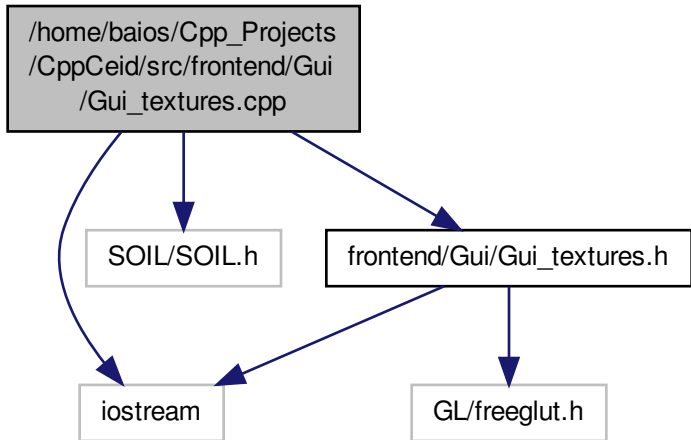 /home/baios/Cpp_Projects
/CppCeid/src/frontend/Gui
/Gui_textures.cpp
SOIL/SOIL.h
frontend/Gui/Gui_textures.h
iostream
GL/freeglut.h